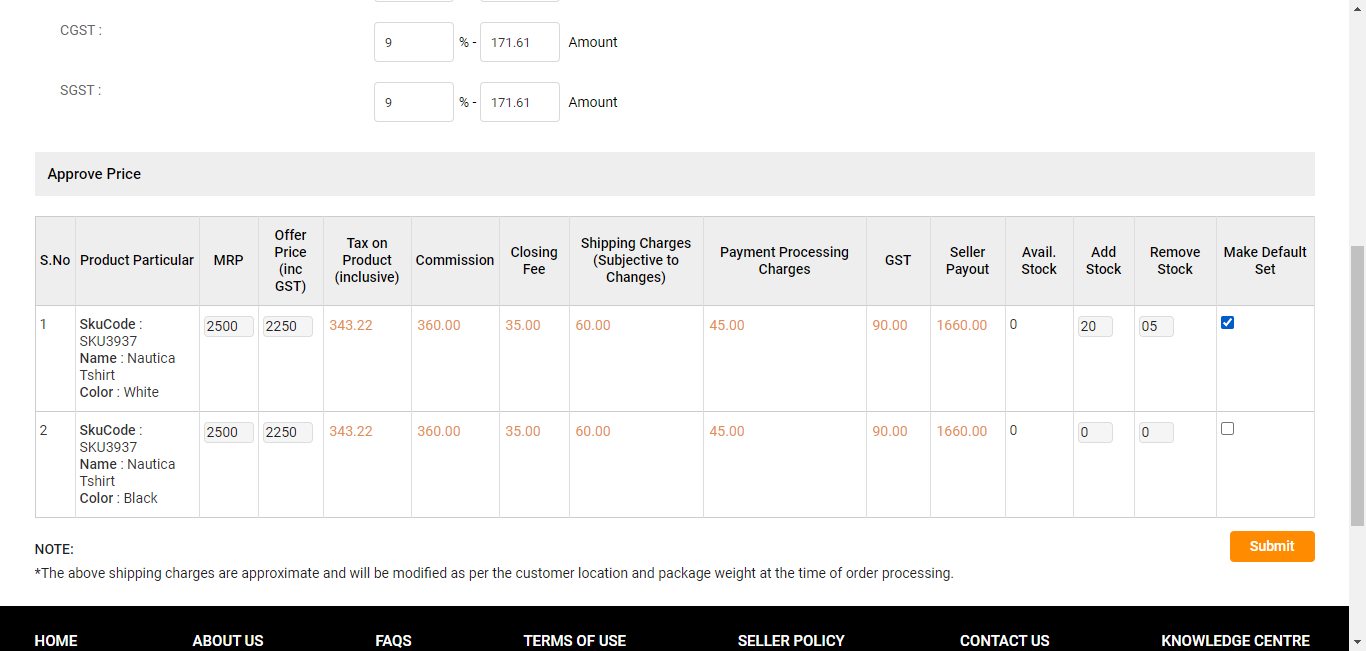 CGST :
9 % - 171.61 Amount
SGST :
9 % - 171.61 Amount
Approve Price
S.No Product Particular MRP Offer Price (inc GST) Tax on Product (inclusive) Commission Closing Fee Shipping Charges (Subjective to Changes) Payment Processing Charges GST Seller Payout Avail. Stock Add Stock Remove Stock Make Default Set
1 SkuCode : 2500 2250 343.22 360.00 35.00 60.00 45.00 90.00 1660.00 0 20 05
SKU3937
Name : Nautica
Tshirt
Color : White
2 SkuCode : 2500 2250 343.22 360.00 35.00 60.00 45.00 90.00 1660.00 0 0 0
SKU3937
Name : Nautica
Tshirt
Color : Black
Submit
NOTE:
*The above shipping charges are approximate and will be modified as per the customer location and package weight at the time of order processing.
HOME ABOUT US FAQS TERMS OF USE SELLER POLICY CONTACT US KNOWLEDGE CENTRE